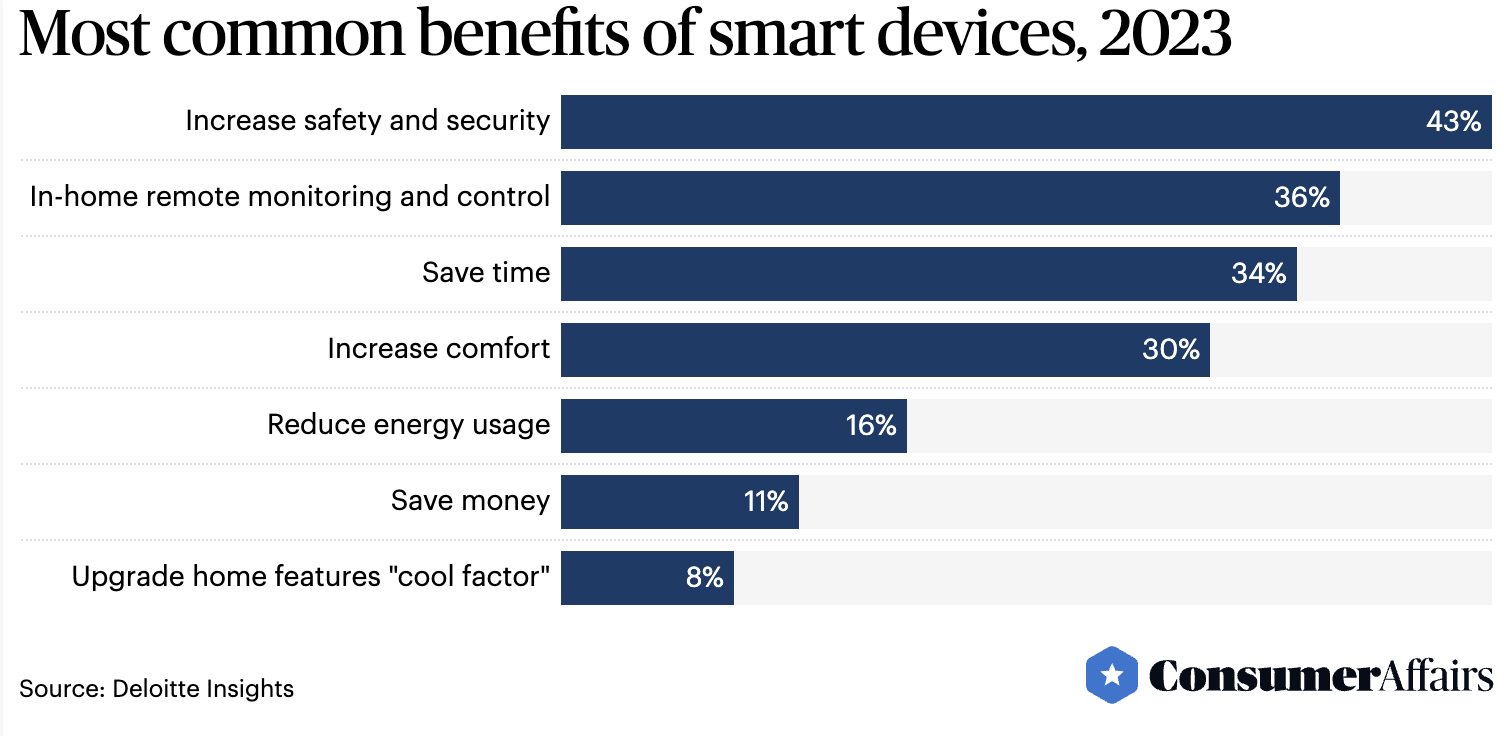 Most common benefits of smart devices, 2023
Increase safety and security 43%
In-home remote monitoring and control 36%
Save time 34%
Increase comfort 30%
Reduce energy usage 16%
Save money 11%
Upgrade home features "cool factor" 8%
Source: Deloitte Insights
ConsumerAffairs